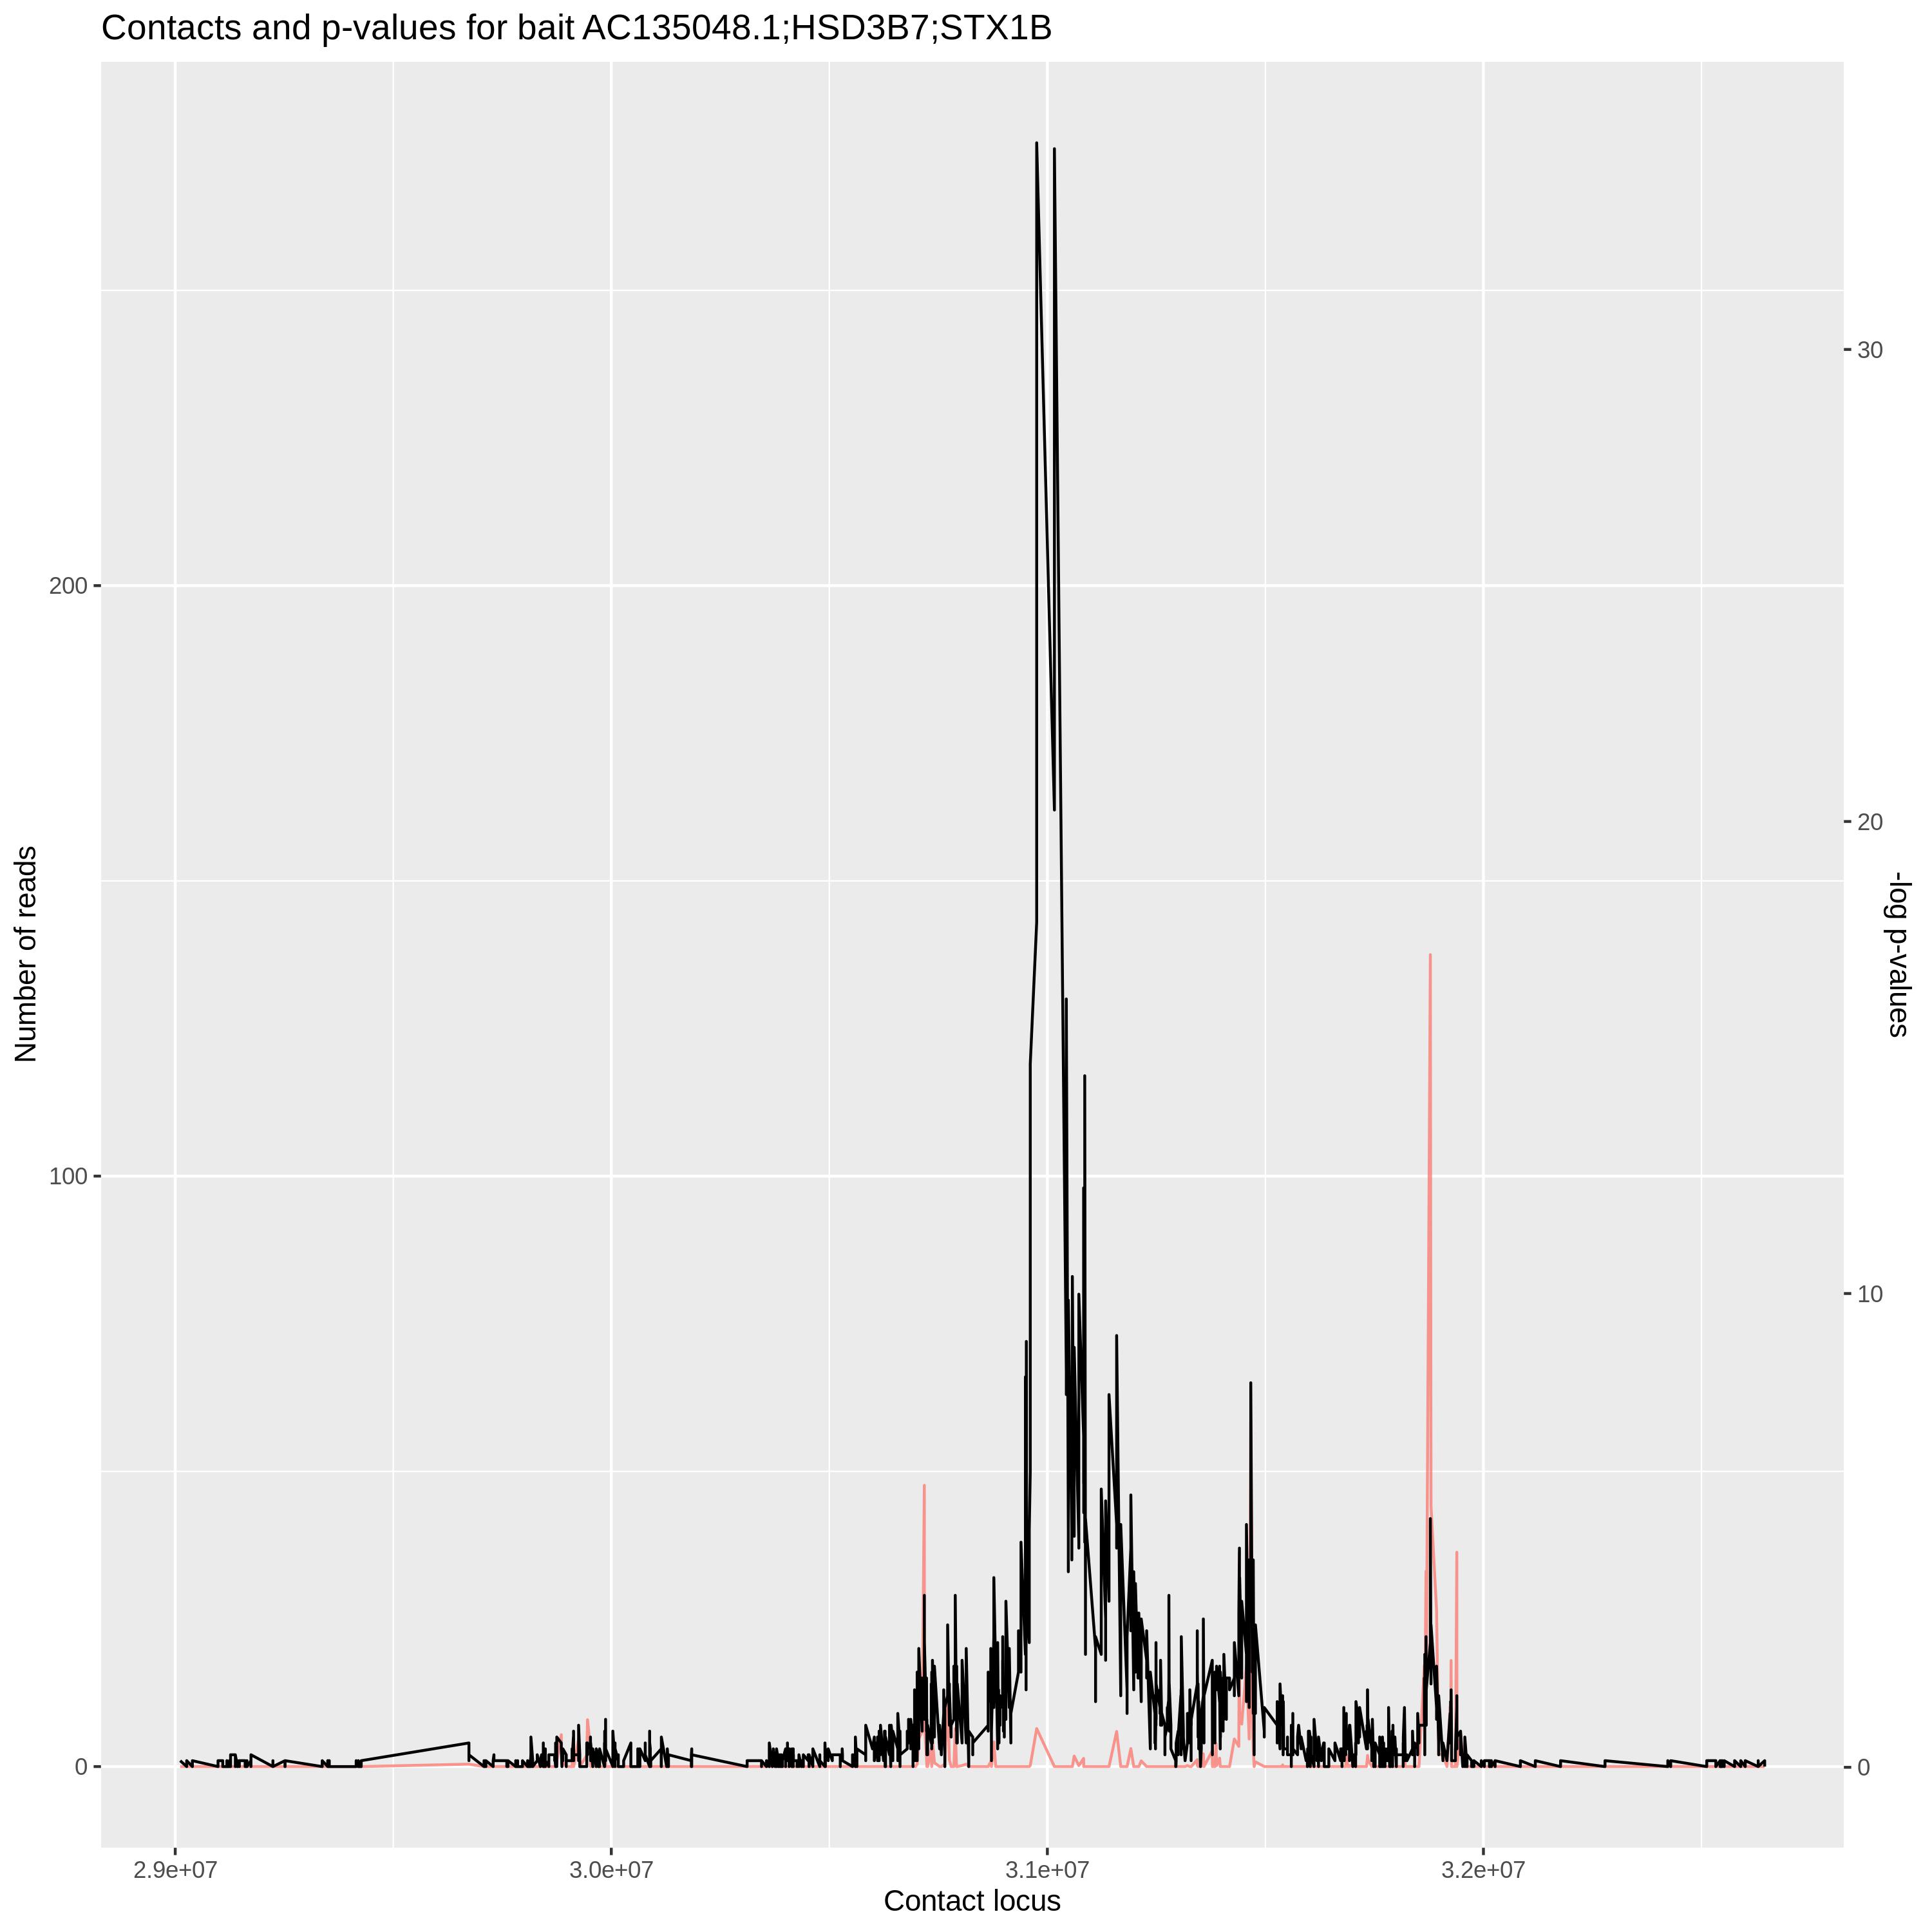 Contacts and p-values for bait AC135048.1;HSD3B7;STX1B
Number of reads
200
100
0
30
20
10
0
-log p-values
2.9e+07
3.0e+07
3.1e+07
3.2e+07
Contact locus